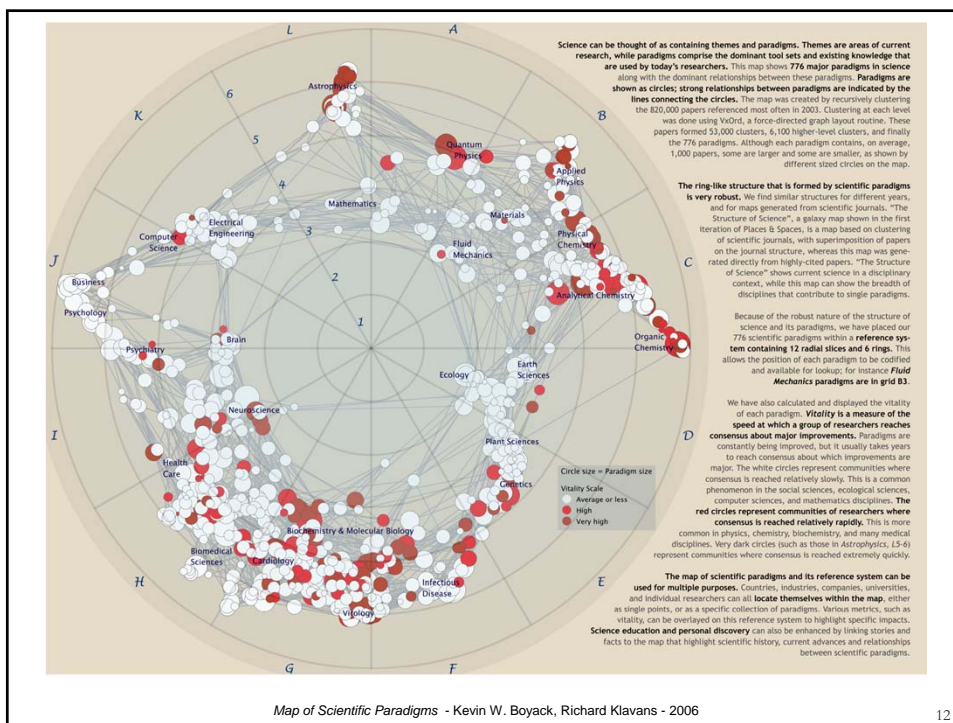 L
A
B
C
D
E
F
G
H
I
J
K
6
5
4
3
2
1
Astrophysics
Quantum
Physics
Applied
Physics
Mathematics
Materials
Electrical
Engineering
Computer
Science
Fluid
Mechanics
Physical
Chemistry
Analytical Chemistry
Organic
Chemistry
Business
Psychology
Psychiatry
Brain
Ecology
Earth
Sciences
Neuroscience
Plant Sciences
Genetics
Health
Care
Biochemistry & Molecular Biology
Biomedical
Sciences
Cardiology
Infectious
Disease
Virology
Circle size = Paradigm size
Vitality Scale
Average or less
High
Very high
Science can be thought of as containing themes and paradigms. Themes are areas of current
research, while paradigms comprise the dominant tool sets and existing knowledge that
are used by today's researchers. This map shows 776 major paradigms in science
along with the dominant relationships between these paradigms. Paradigms are
shown as circles; strong relationships between paradigms are indicated by the
lines connecting the circles. The map was created by recursively clustering
the 820,000 papers referenced most often in 2003. Clustering at each level
was done using VxOrd, a force-directed graph layout routine. These
papers formed 53,000 clusters, 6,100 higher-level clusters, and finally
the 776 paradigms. Although each paradigm contains, on average,
1,000 papers, some are larger and some are smaller, as shown by
different sized circles on the map.
The ring-like structure that is formed by scientific paradigms
is very robust. We find similar structures for different years,
and for maps generated from scientific journals. "The
Structure of Science", a galaxy map shown in the first
iteration of Places & Spaces, is a map based on clustering
of scientific journals, with superimposition of papers
on the journal structure, whereas this map was gene-
rated directly from highly-cited papers. "The Structure
of Science" shows current science in a disciplinary
context, while this map can show the breadth of
disciplines that contribute to single paradigms.
Because of the robust nature of the structure of
science and its paradigms, we have placed our
776 scientific paradigms within a reference sys-
tem containing 12 radial slices and 6 rings. This
allows the position of each paradigm to be codified
and available for lookup; for instance Fluid
Mechanics paradigms are in grid B3.
We have also calculated and displayed the vitality
of each paradigm. Vitality is a measure of the
speed at which a group of researchers reaches
consensus about major improvements. Paradigms are
constantly being improved, but it usually takes years
to reach consensus about which improvements are
major. The white circles represent communities where
consensus is reached relatively slowly. This is a common
phenomenon in the social sciences, ecological sciences,
computer sciences, and mathematics disciplines. The
red circles represent communities of researchers where
consensus is reached relatively rapidly. This is more
common in physics, chemistry, biochemistry, and many medical
disciplines. Very dark circles (such as those in Astrophysics, L5-6)
represent communities where consensus is reached extremely quickly.
The map of scientific paradigms and its reference system can be
used for multiple purposes. Countries, industries, companies, universities,
and individual researchers can all locate themselves within the map, either
as single points, or as a specific collection of paradigms. Various metrics, such as
vitality, can be overlayed on this reference system to highlight specific impacts.
Science education and personal discovery can also be enhanced by linking stories and
facts to the map that highlight scientific history, current advances and relationships
between scientific paradigms.
Map of Scientific Paradigms - Kevin W. Boyack, Richard Klavans - 2006
12